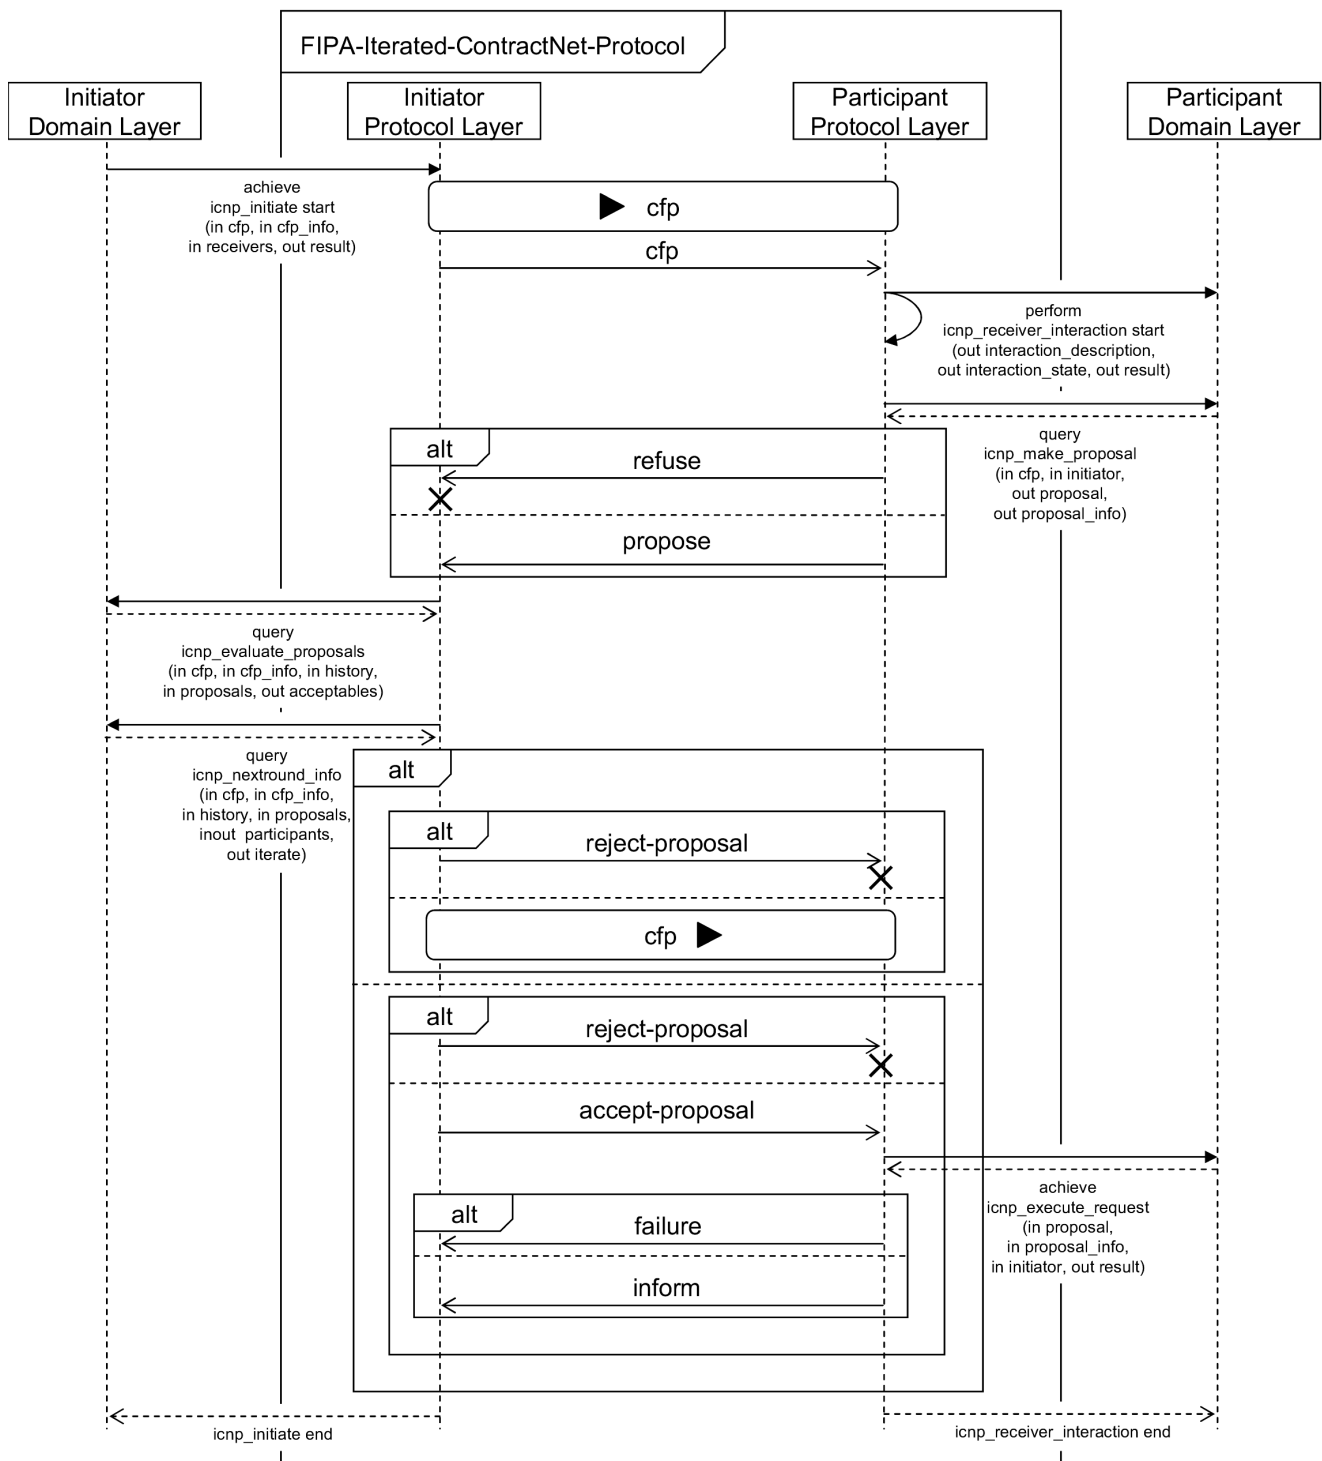 FIPA-Iterated-ContractNet-Protocol
Initiator
Domain Layer
Initiator
Protocol Layer
Participant
Protocol Layer
Participant
Domain Layer
achieve
icnp_initiate start
(in cfp, in cfp_info,
in receivers, out result)
cfp
cfp
perform
icnp_receiver_interaction start
(out interaction_description,
out interaction_state, out result)
query
icnp_make_proposal
(in cfp, in initiator,
out proposal,
out proposal_info)
alt
refuse
propose
query
icnp_evaluate_proposals
(in cfp, in cfp_info, in history,
in proposals, out acceptables)
query
icnp_nextround_info
(in cfp, in cfp_info,
in history, in proposals,
inout participants,
out iterate)
alt
alt
reject-proposal
cfp
alt
reject-proposal
accept-proposal
achieve
icnp_execute_request
(in proposal,
in proposal_info,
in initiator, out result)
alt
failure
inform
icnp_initiate end
icnp_receiver_interaction end